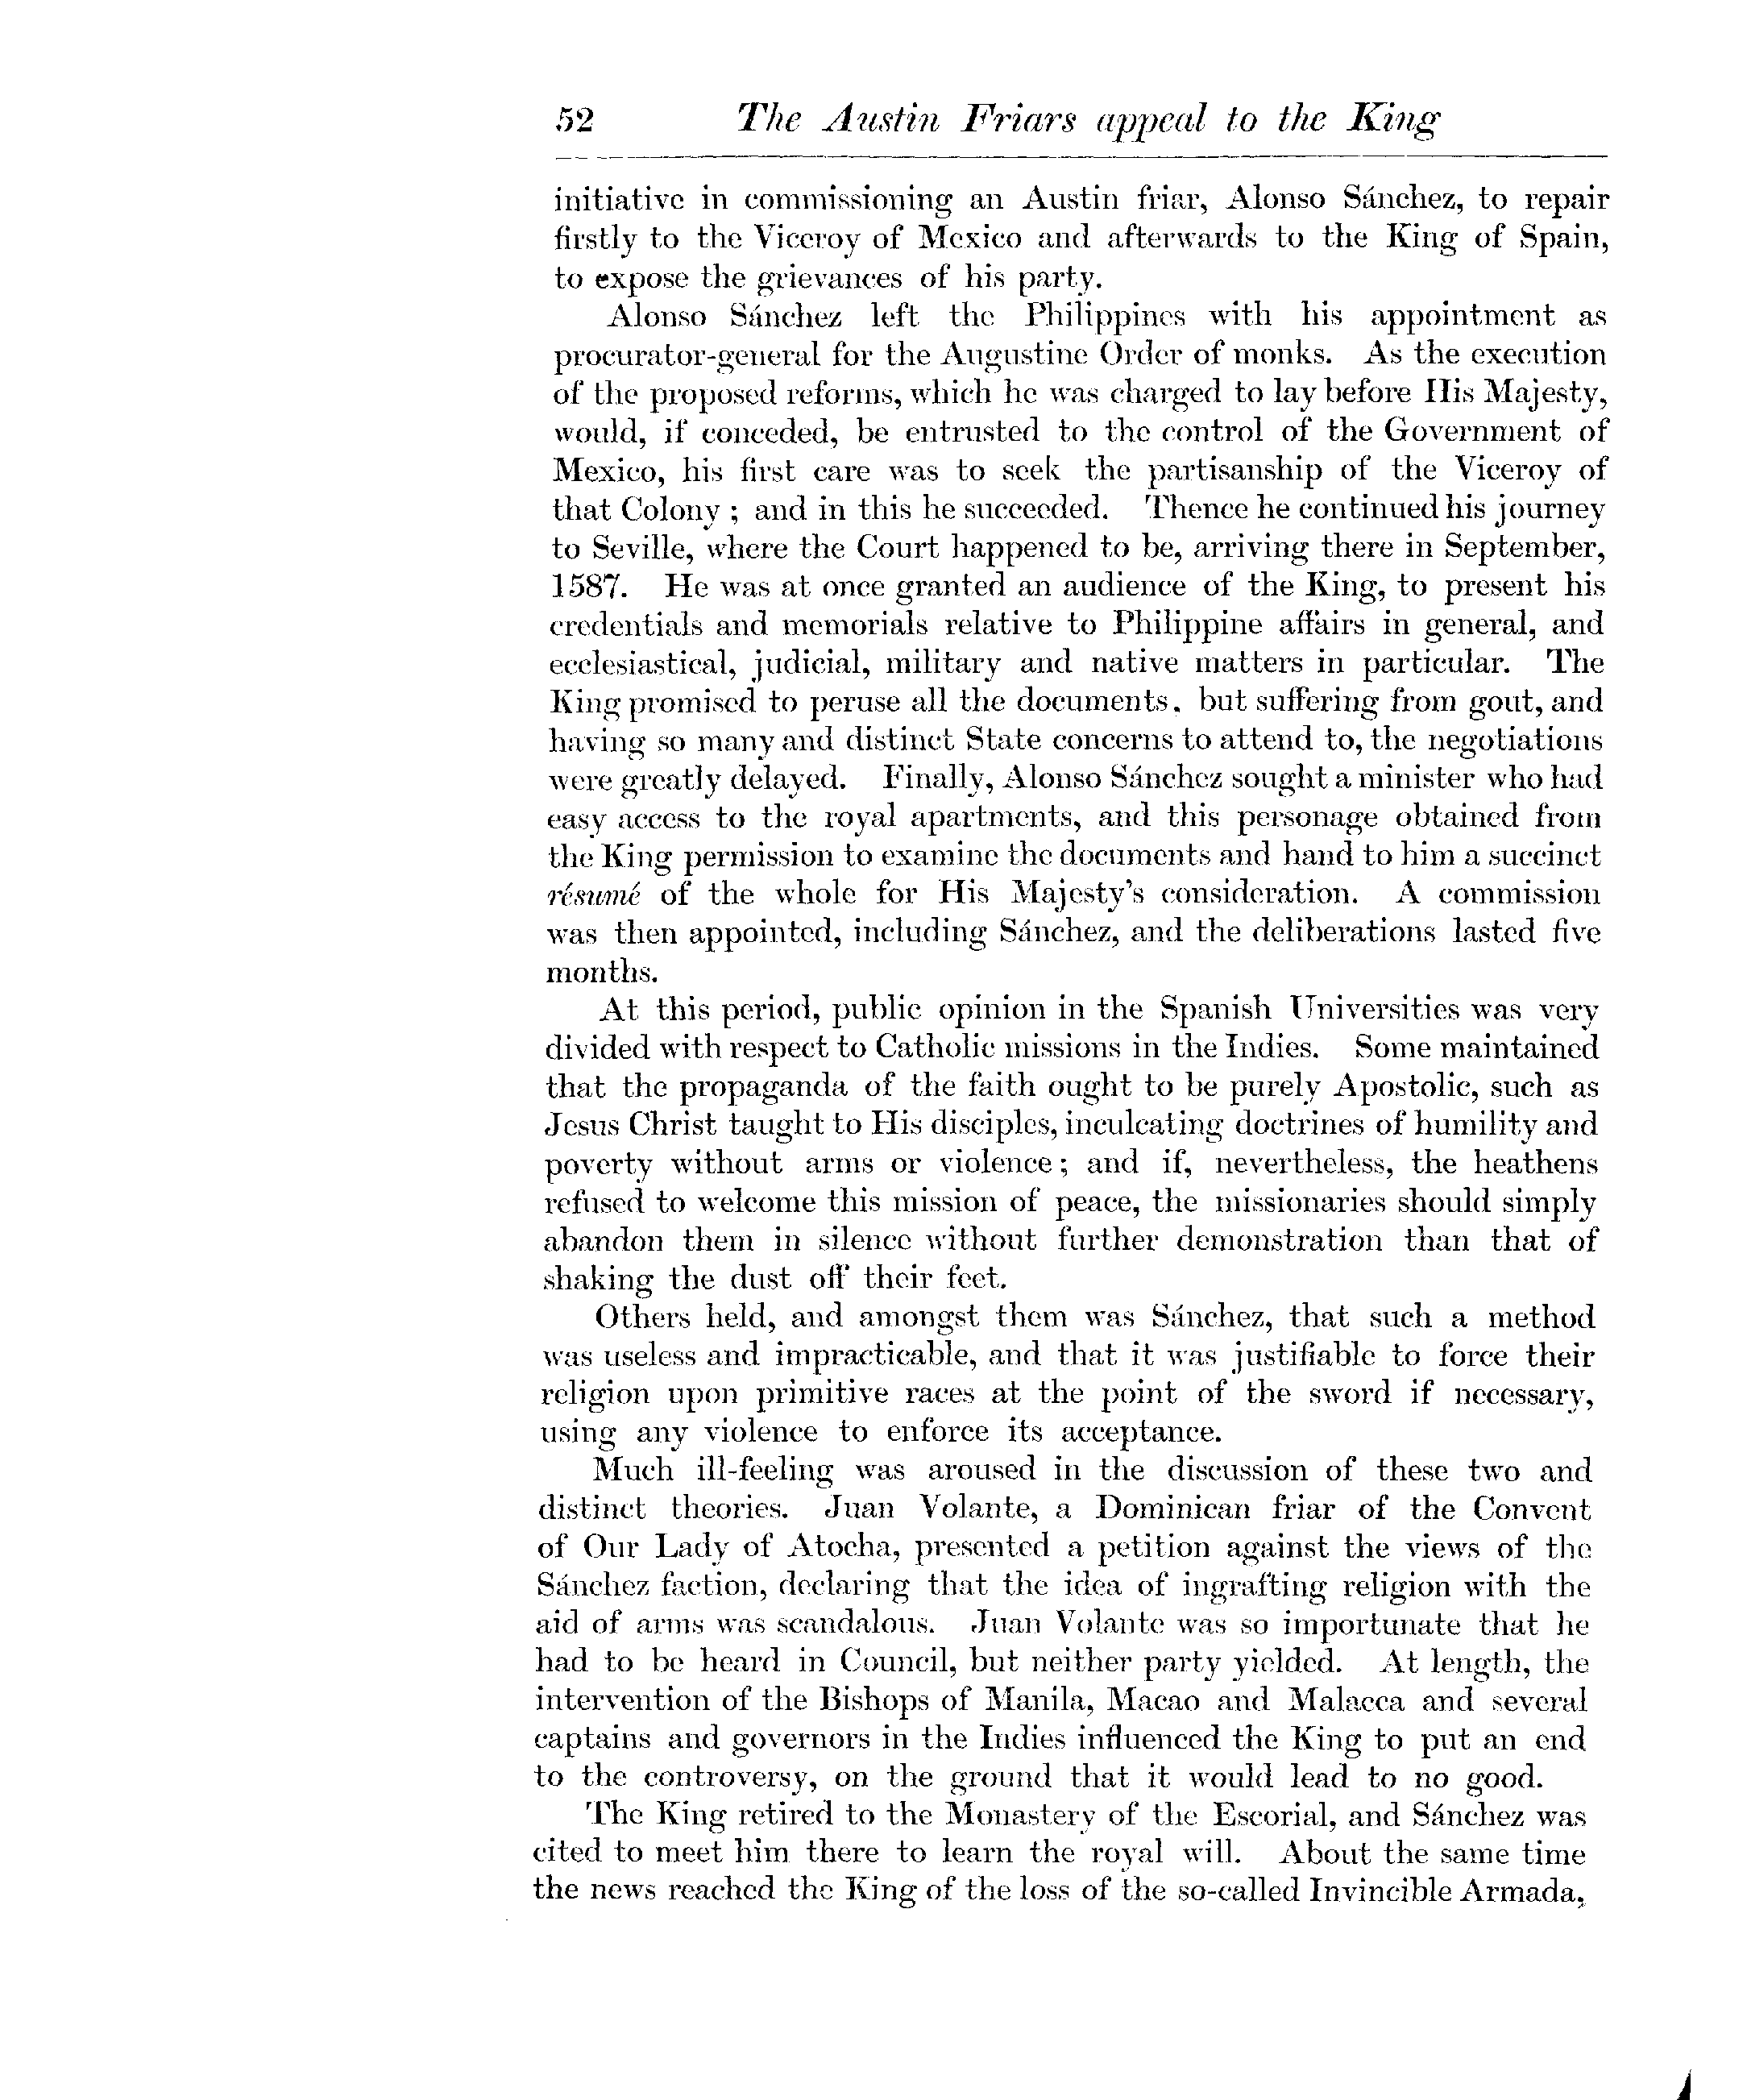 52 The Austin Friars appeal to the King
initiative in commissioning an Austin friar, Alonso Sánchez, to repair
firstly to the Viceroy of Mexico and afterwards to the King of Spain,
to expose the grievances of his party.
Alonso Sánchez left the Philippines with his appointment as
procurator-general for the Augustine Order of monks. As the execution
of the proposed reforms, which he was charged to lay before His Majesty,
would, if conceded, be entrusted to the control of the Government of
Mexico, his first care was to seek the partisanship of the Viceroy of
that Colony ; and in this he succeeded. Thence he continued his journey
to Seville, where the Court happened to be, arriving there in September,
1587. He was at once granted an audience of the King, to present his
credentials and memorials relative to Philippine affairs in general, and
ecclesiastical, judicial, military and native matters in particular. The
King promised to peruse all the documents, but suffering from gout, and
having so many and distinct State concerns to attend to, the negotiations
were greatly delayed. Finally, Alonso Sánchez sought a minister who had
easy access to the royal apartments, and this personage obtained from
the King permission to examine the documents and hand to him a succinct
résumé of the whole for His Majesty's consideration. A commission
was then appointed, including Sánchez, and the deliberations lasted five
months.
At this period, public opinion in the Spanish Universities was very
divided with respect to Catholic missions in the Indies. Some maintained
that the propaganda of the faith ought to be purely Apostolic, such as
Jesus Christ taught to His disciples, inculcating doctrines of humility and
poverty without arms or violence; and if, nevertheless, the heathens
refused to welcome this mission of peace, the missionaries should simply
abandon them in silence without further demonstration than that of
shaking the dust off their feet.
Others held, and amongst them was Sánchez, that such a method
was useless and impracticable, and that it was justifiable to force their
religion upon primitive races at the point of the sword if necessary,
using any violence to enforce its acceptance.
Much ill-feeling was aroused in the discussion of these two and
distinct theories. Juan Volante, a Dominican friar of the Convent
of Our Lady of Atocha, presented a petition against the views of the
Sánchez faction, declaring that the idea of ingrafting religion with the
aid of arms was scandalous. Juan Volante was so importunate that he
had to be heard in Council, but neither party yielded. At length, the
intervention of the Bishops of Manila, Macao and Malacca and several
captains and governors in the Indies influenced the King to put an end
to the controversy, on the ground that it would lead to no good.
The King retired to the Monastery of the Escorial, and Sánchez was
cited to meet him there to learn the royal will. About the same time
the news reached the King of the loss of the so-called Invincible Armada,